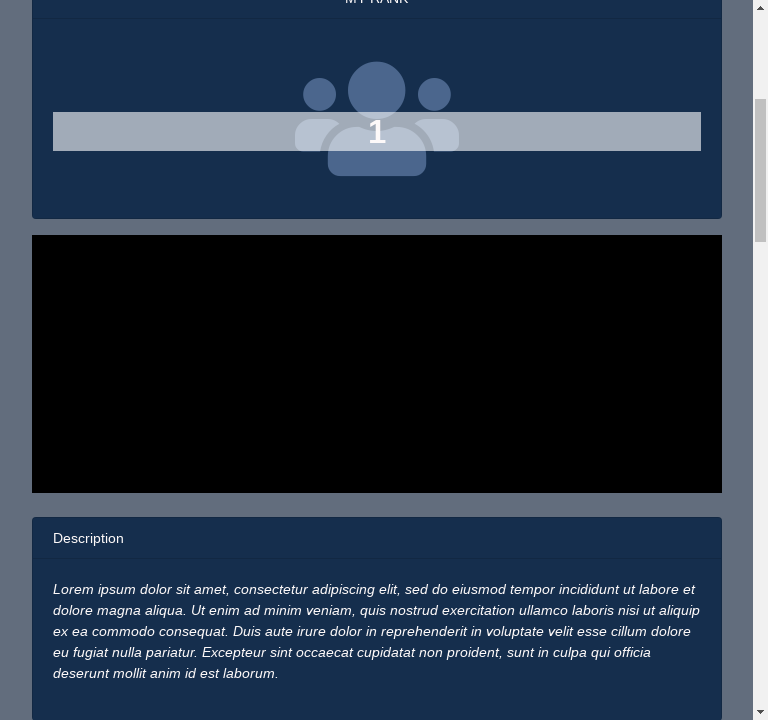 MY RANK
1
Description
Lorem ipsum dolor sit amet, consectetur adipiscing elit, sed do eiusmod tempor incididunt ut labore et
dolore magna aliqua. Ut enim ad minim veniam, quis nostrud exercitation ullamco laboris nisi ut aliquip
ex ea commodo consequat. Duis aute irure dolor in reprehenderit in voluptate velit esse cillum dolore
eu fugiat nulla pariatur. Excepteur sint occaecat cupidatat non proident, sunt in culpa qui officia
deserunt mollit anim id est laborum.